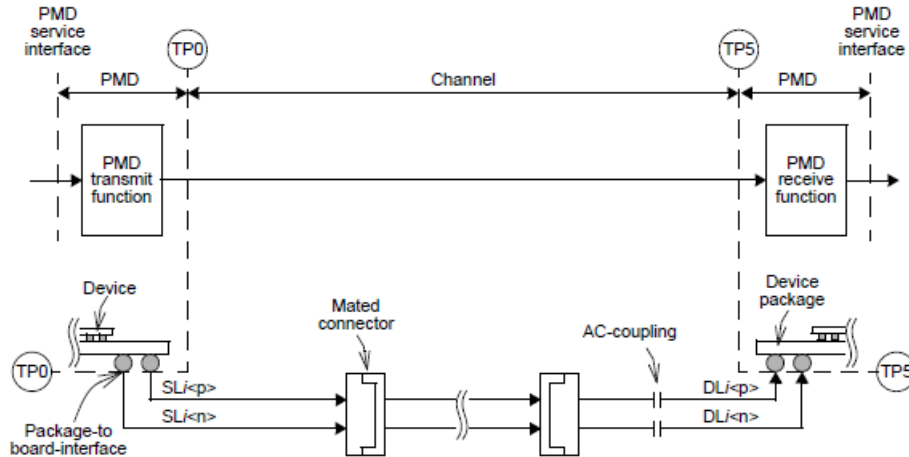 PMD
service
interface
TP0
TP5
PMD
service
interface
PMD
Channel
PMD
PMD
transmit
function
PMD
receive
function
Device
Mated
connector
AC-coupling
Device
package
TP0
TP5
SLi<p>
SLi<n>
DLi<p>
DLi<n>
Package-to
board-interface